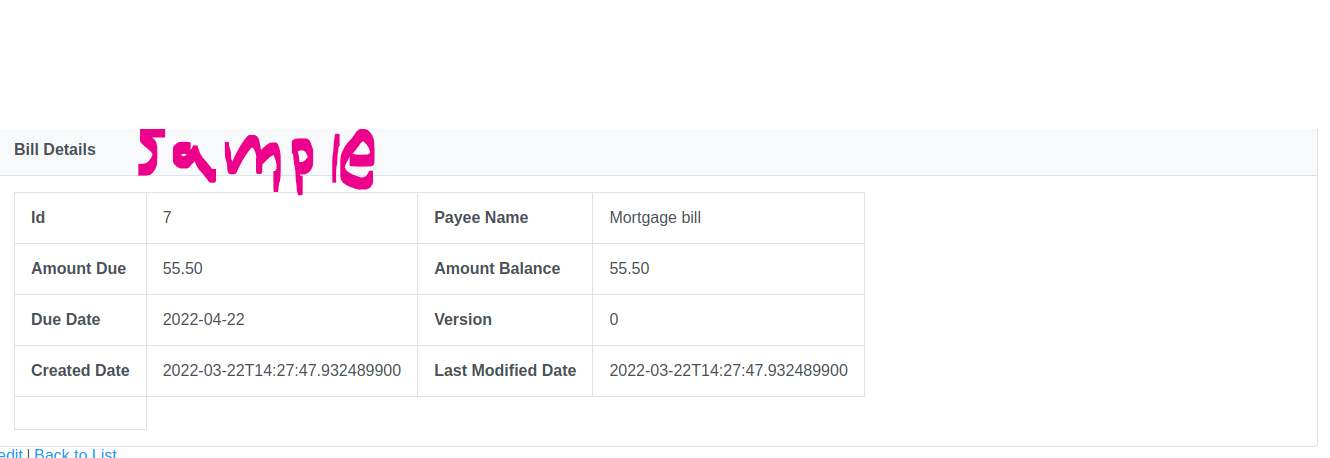 Bill Details Sample
Id 7 Payee Name Mortgage bill
Amount Due 55.50 Amount Balance 55.50
Due Date 2022-04-22 Version 0
Created Date 2022-03-22T14:27:47.932489900 Last Modified Date 2022-03-22T14:27:47.932489900
edit | Back to List